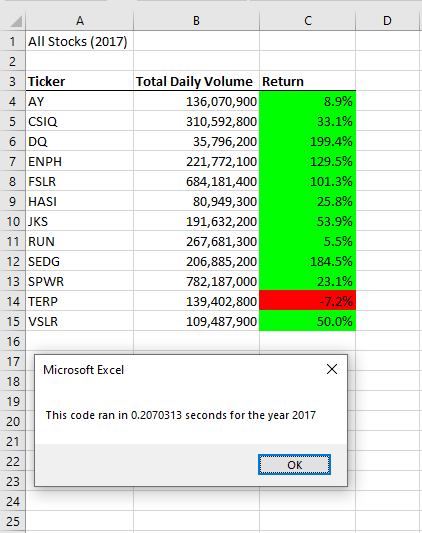 A B C D
1 All Stocks (2017)
2
3 Ticker Total Daily Volume Return
4 AY 136,070,900 8.9%
5 CSIQ 310,592,800 33.1%
6 DQ 35,796,200 199.4%
7 ENPH 221,772,100 129.5%
8 FSLR 684,181,400 101.3%
9 HASI 80,949,300 25.8%
10 JKS 191,632,200 53.9%
11 RUN 267,681,300 5.5%
12 SEDG 206,885,200 184.5%
13 SPWR 782,187,000 23.1%
14 TERP 139,402,800 -7.2%
15 VSLR 109,487,900 50.0%
16
17 Microsoft Excel
18
19
This code ran in 0.2070313 seconds for the year 2017
20
21
22 OK
23
24
25